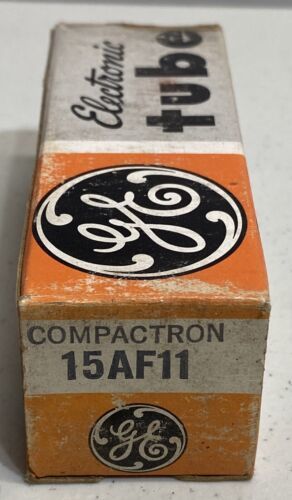 Electronic
tube
GE
COMPACTRON
15AF11
GE